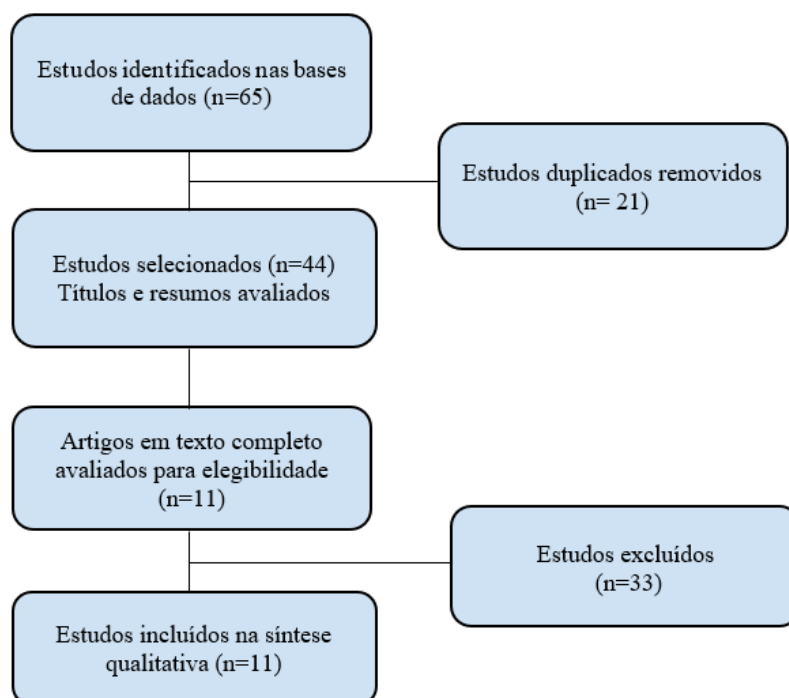 Estudos identificados nas bases
de dados (n=65)
Estudos duplicados removidos
(n= 21)
Estudos selecionados (n=44)
Títulos e resumos avaliados
Artigos em texto completo
avaliados para elegibilidade
(n=11)
Estudos excluídos
(n=33)
Estudos incluídos na síntese
qualitativa (n=11)